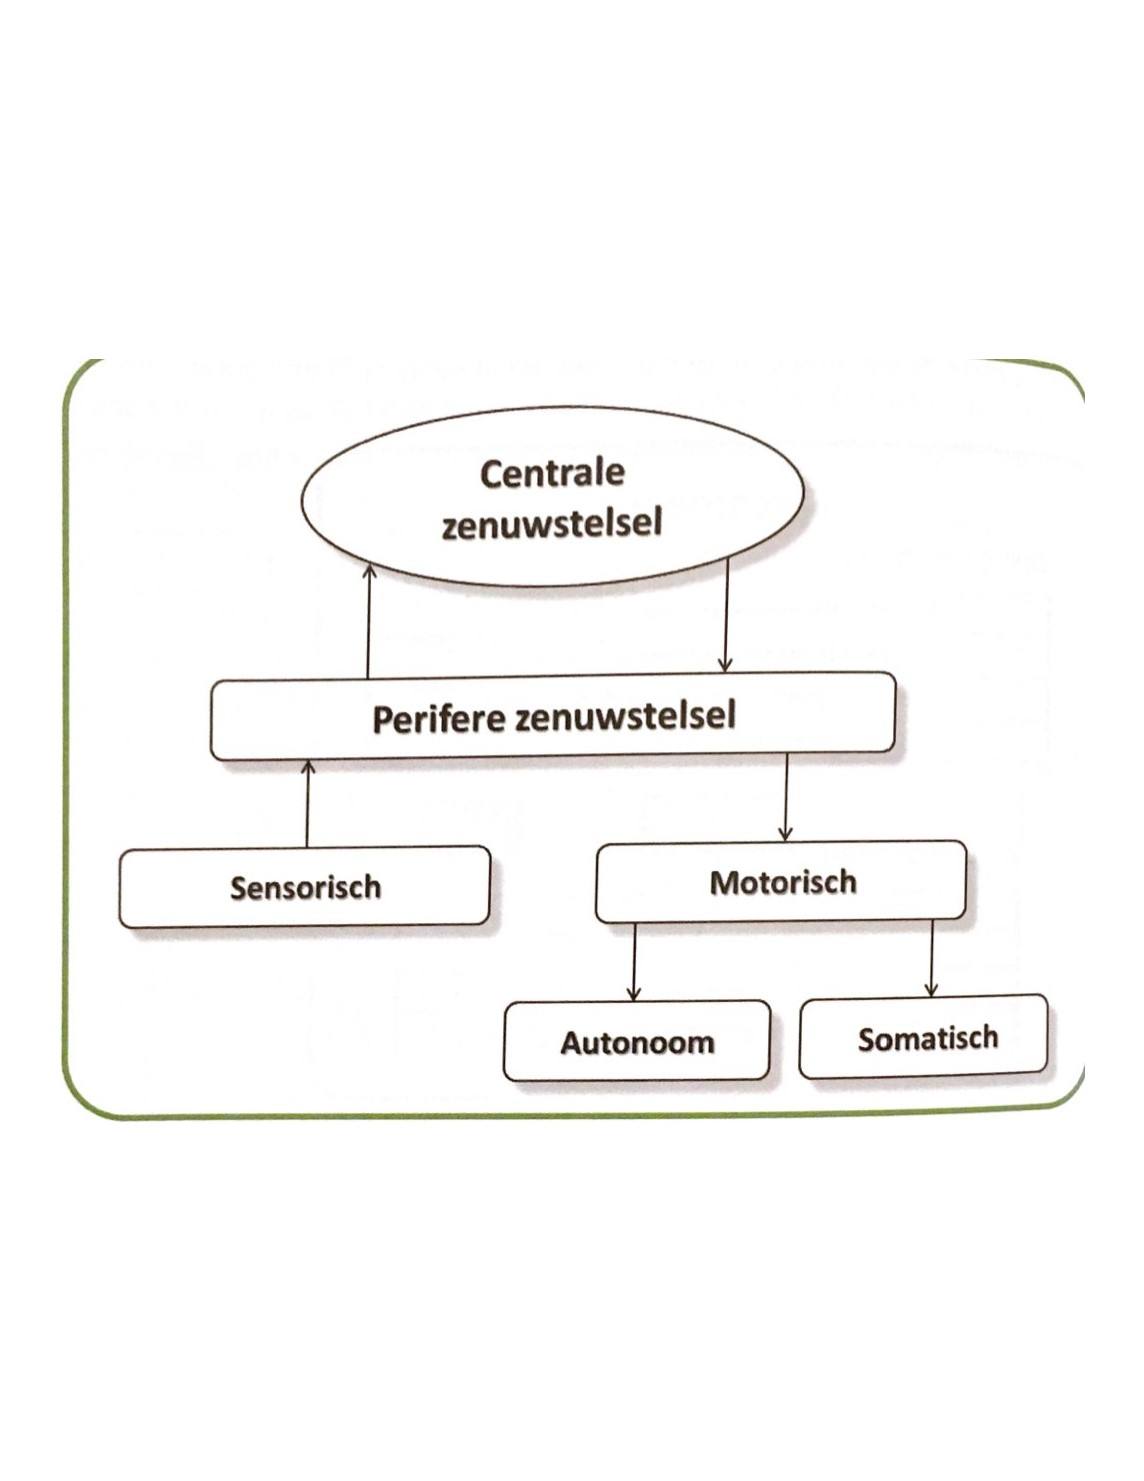 Centrale
zenuwstelsel
Perifere zenuwstelsel
Sensorisch
Motorisch
Autonoom
Somatisch